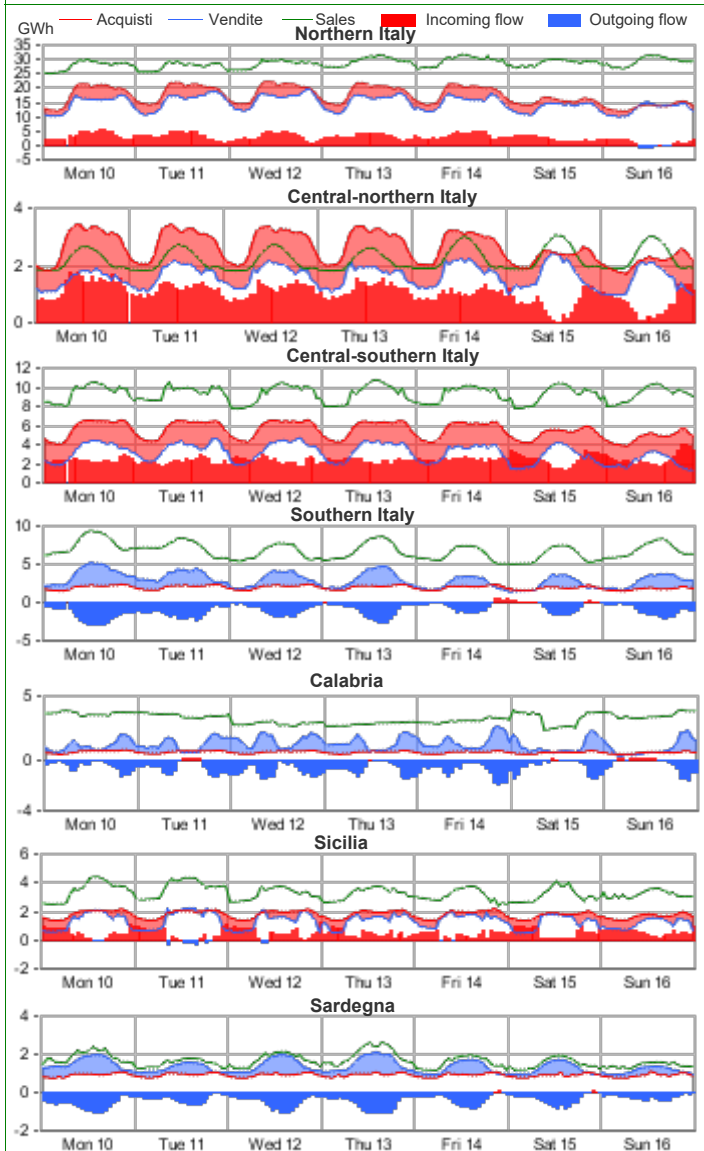 Acquisti Vendite Sales Incoming flow Outgoing flow
GWh
Northern Italy
35
30
25
20
15
10
5
0
-5
Mon 10 Tue 11 Wed 12 Thu 13 Fri 14 Sat 15 Sun 16
Central-northern Italy
4
2
0
Mon 10 Tue 11 Wed 12 Thu 13 Fri 14 Sat 15 Sun 16
Central-southern Italy
12
10
8
6
4
2
0
Mon 10 Tue 11 Wed 12 Thu 13 Fri 14 Sat 15 Sun 16
Southern Italy
10
5
0
-5
Mon 10 Tue 11 Wed 12 Thu 13 Fri 14 Sat 15 Sun 16
Calabria
5
0
-4
Mon 10 Tue 11 Wed 12 Thu 13 Fri 14 Sat 15 Sun 16
Sicilia
6
4
2
0
-2
Mon 10 Tue 11 Wed 12 Thu 13 Fri 14 Sat 15 Sun 16
Sardegna
4
2
0
-2
Mon 10 Tue 11 Wed 12 Thu 13 Fri 14 Sat 15 Sun 16